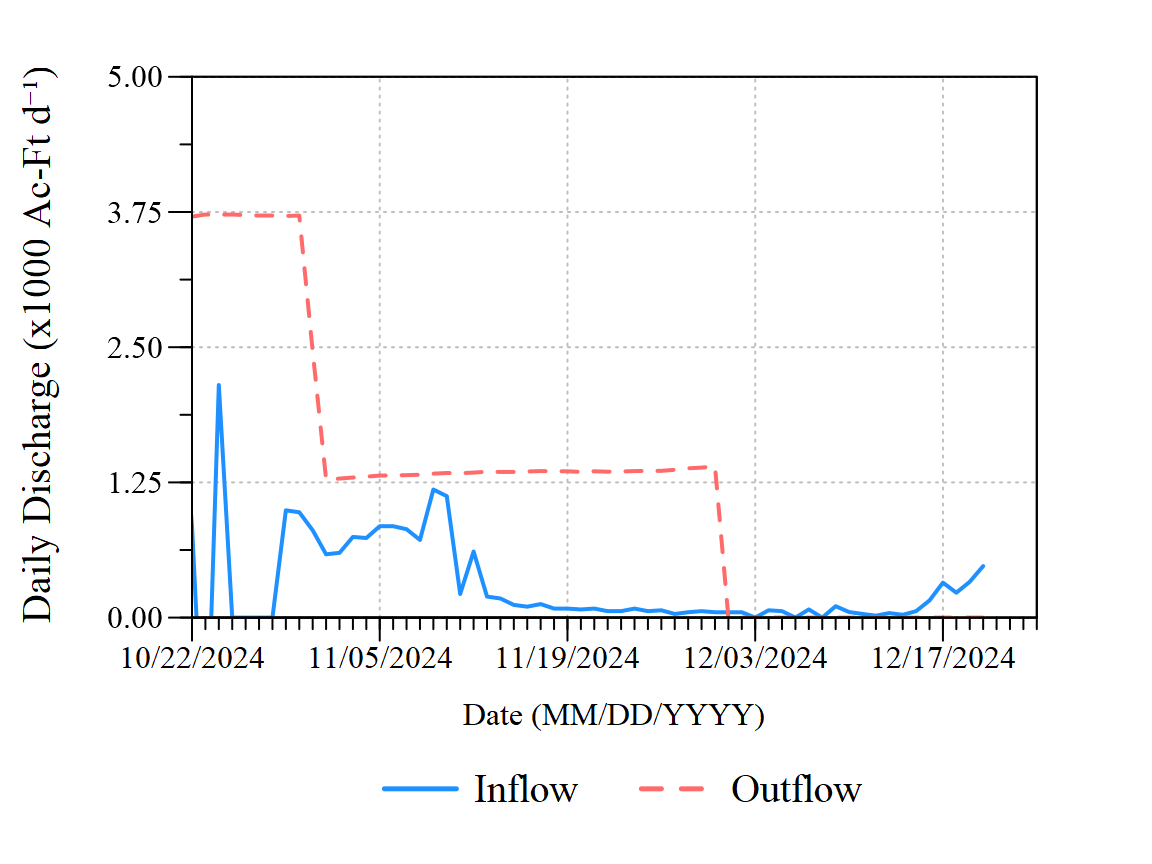 Daily Discharge (x1000 Ac-Ft d⁻¹)
5.00
3.75
2.50
1.25
0.00
10/22/2024 11/05/2024 11/19/2024 12/03/2024 12/17/2024
Date (MM/DD/YYYY)
Inflow Outflow